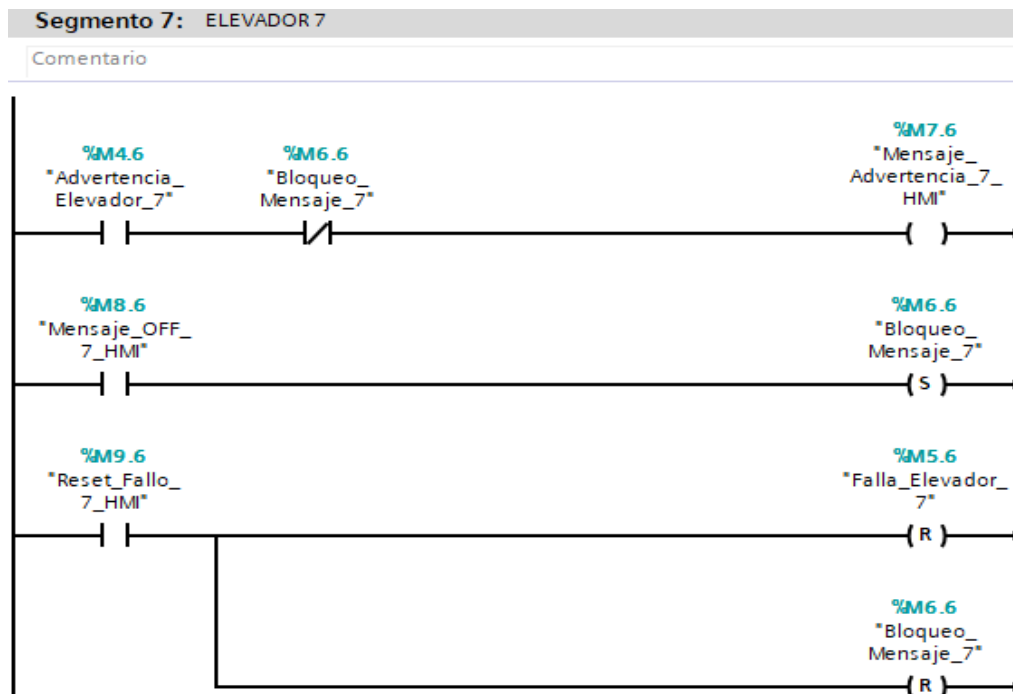 Segmento 7: ELEVADOR 7
Comentario
%M4.6
"Advertencia_
Elevador_7"
%M6.6
"Bloqueo_
Mensaje_7"
%M7.6
"Mensaje_
Advertencia_7_
HMI"
%M8.6
"Mensaje_OFF_
7_HMI"
%M6.6
"Bloqueo_
Mensaje_7"
S
%M9.6
"Reset_Fallo_
7_HMI"
%M5.6
"Falla_Elevador_
7"
R
%M6.6
"Bloqueo_
Mensaje_7"
R